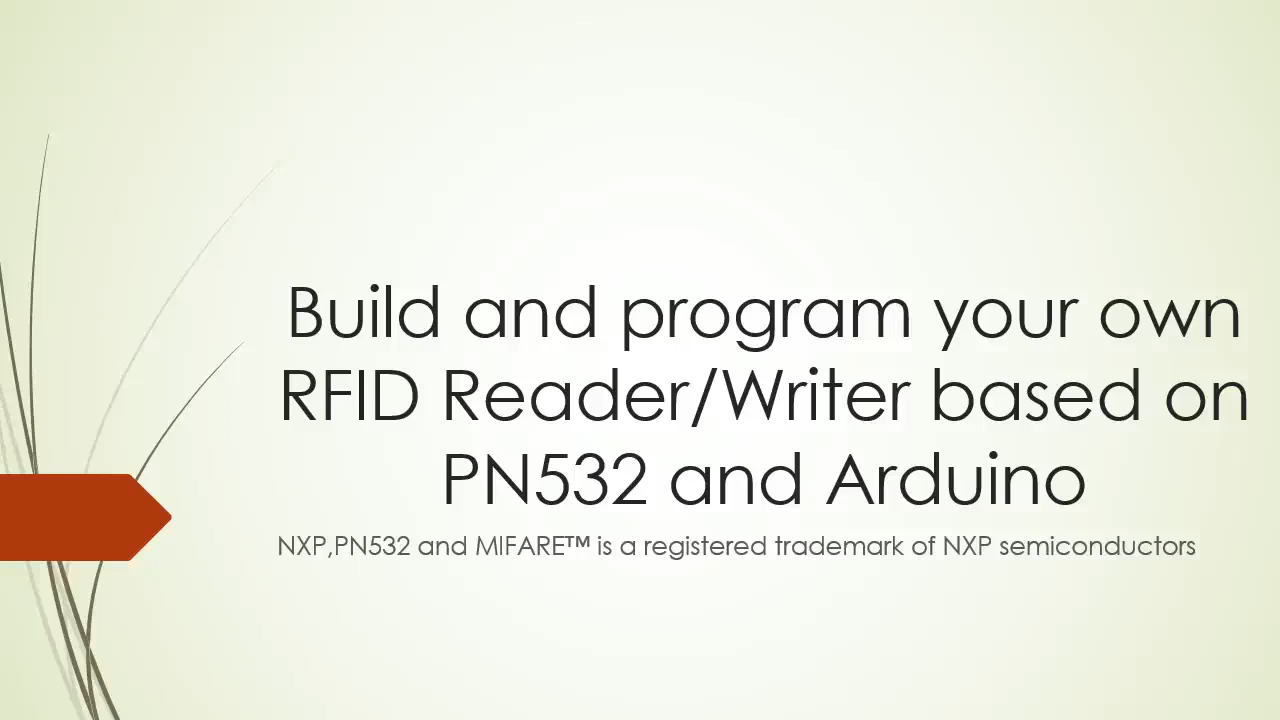 Build and program your own
RFID Reader/Writer based on
PN532 and Arduino
NXP,PN532 and MIFARE™ is a registered trademark of NXP semiconductors